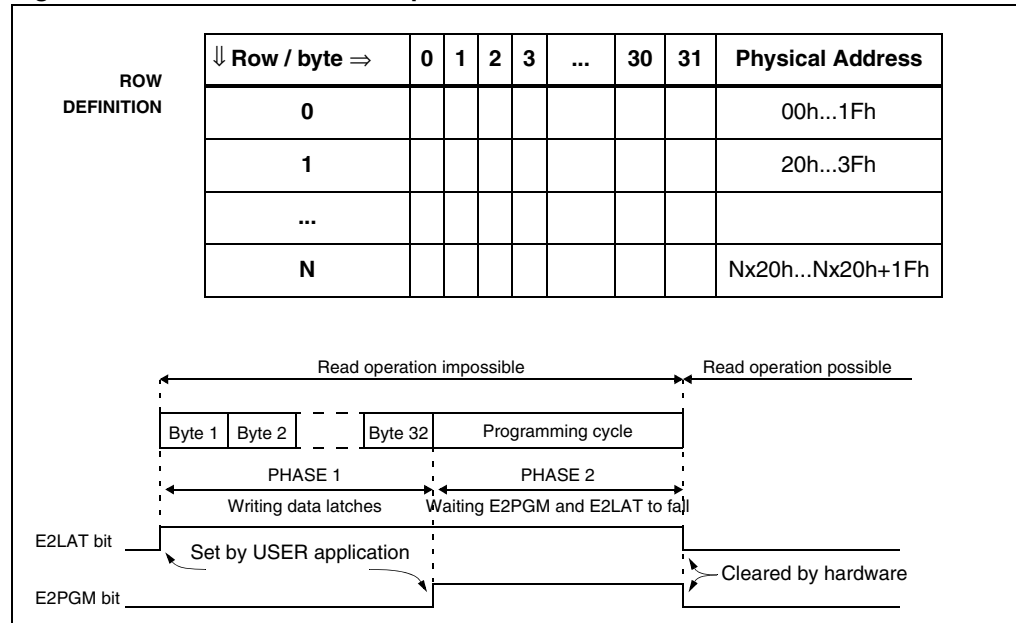 ROW
DEFINITION
⇓ Row / byte ⇒ 0 1 2 3 ... 30 31 Physical Address
0 00h...1Fh
1 20h...3Fh
...
N Nx20h...Nx20h+1Fh
Read operation impossible Read operation possible
Byte 1 Byte 2 Byte 32 Programming cycle
PHASE 1 PHASE 2
Writing data latches Waiting E2PGM and E2LAT to fall
E2LAT bit
Set by USER application
Cleared by hardware
E2PGM bit